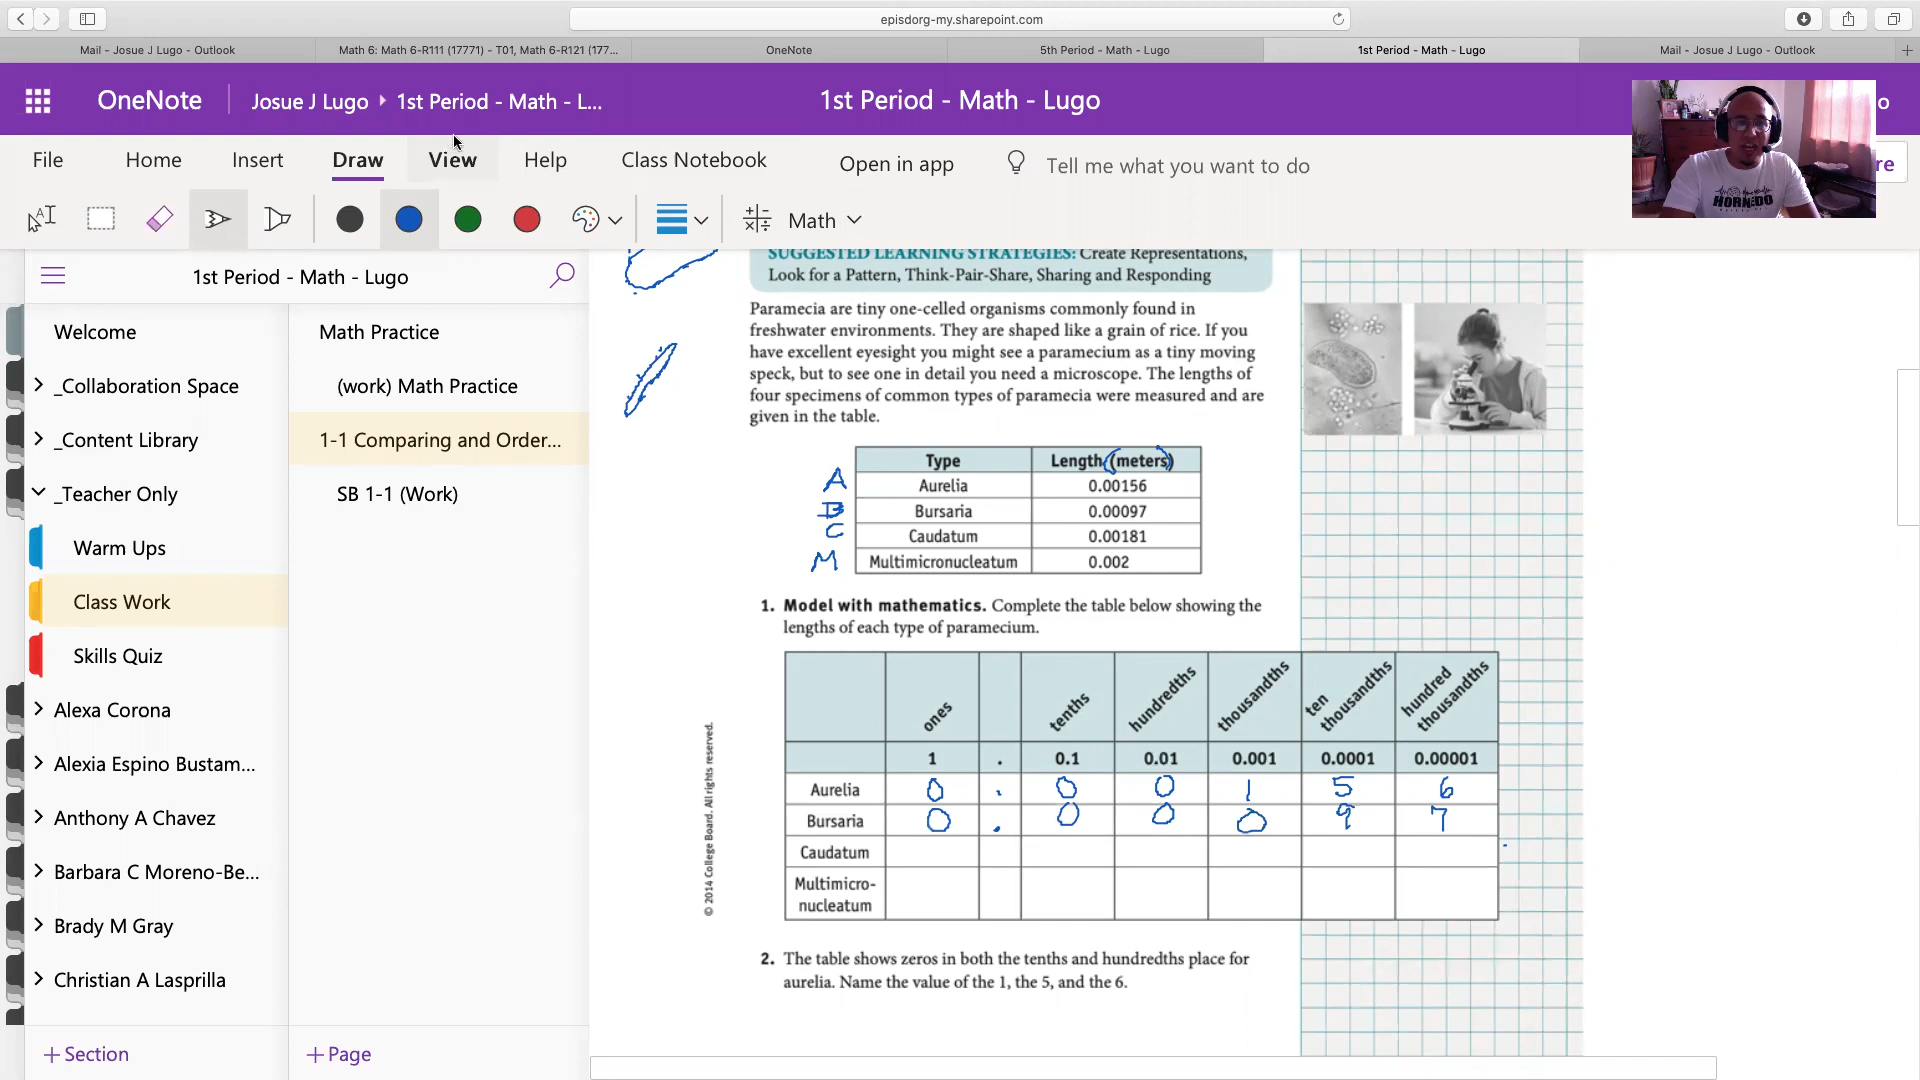 episdorg-my.sharepoint.com
Mail - Josue J Lugo - Outlook
Math 6: Math 6-R111 (17771) - T01, Math 6-R121 (177...
OneNote
5th Period - Math - Lugo
1st Period - Math - Lugo
Mail - Josue J Lugo - Outlook
OneNote
Josue J Lugo
1st Period - Math - L...
1st Period - Math - Lugo
o
File
Home
Insert
Draw
View
Help
Class Notebook
Open in app
Tell me what you want to do
re
HORNEDO
Math
1st Period - Math - Lugo
Welcome
_Collaboration Space
_Content Library
_Teacher Only
Warm Ups
Class Work
Skills Quiz
Alexa Corona
Alexia Espino Bustam...
Anthony A Chavez
Barbara C Moreno-Be...
Brady M Gray
Christian A Lasprilla
+ Section
Math Practice
(work) Math Practice
1-1 Comparing and Order...
SB 1-1 (Work)
+ Page
SUGGESTED LEARNING STRATEGIES: Create Representations,
Look for a Pattern, Think-Pair-Share, Sharing and Responding
Paramecia are tiny one-celled organisms commonly found in
freshwater environments. They are shaped like a grain of rice. If you
have excellent eyesight you might see a paramecium as a tiny moving
speck, but to see one in detail you need a microscope. The lengths of
four specimens of common types of paramecia were measured and are
given in the table.
Type Length (meters)
A Aurelia 0.00156
B Bursaria 0.00097
C Caudatum 0.00181
M Multimicronucleatum 0.002
1. Model with mathematics. Complete the table below showing the
lengths of each type of paramecium.
ones tenths hundredths thousandths ten thousandths hundred thousandths
1 . 0.1 0.01 0.001 0.0001 0.00001
Aurelia 0 . 0 0 1 5 6
Bursaria 0 . 0 0 0 9 7
Caudatum
Multimicro-
nucleatum
© 2014 College Board. All rights reserved.
2. The table shows zeros in both the tenths and hundredths place for
aurelia. Name the value of the 1, the 5, and the 6.